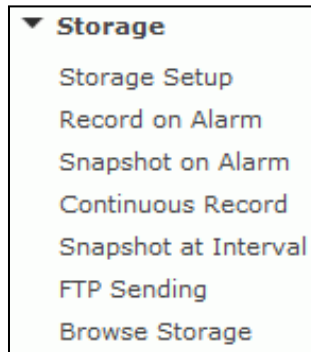 Storage
Storage Setup
Record on Alarm
Snapshot on Alarm
Continuous Record
Snapshot at Interval
FTP Sending
Browse Storage